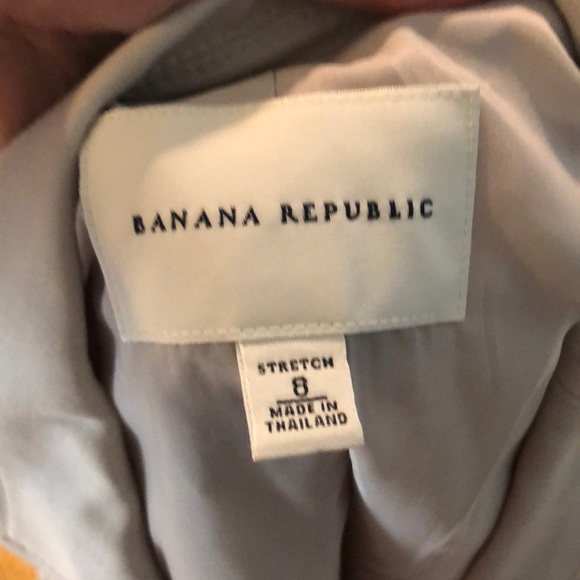 BANANA REPUBLIC
STRETCH
8
MADE IN
THAILAND